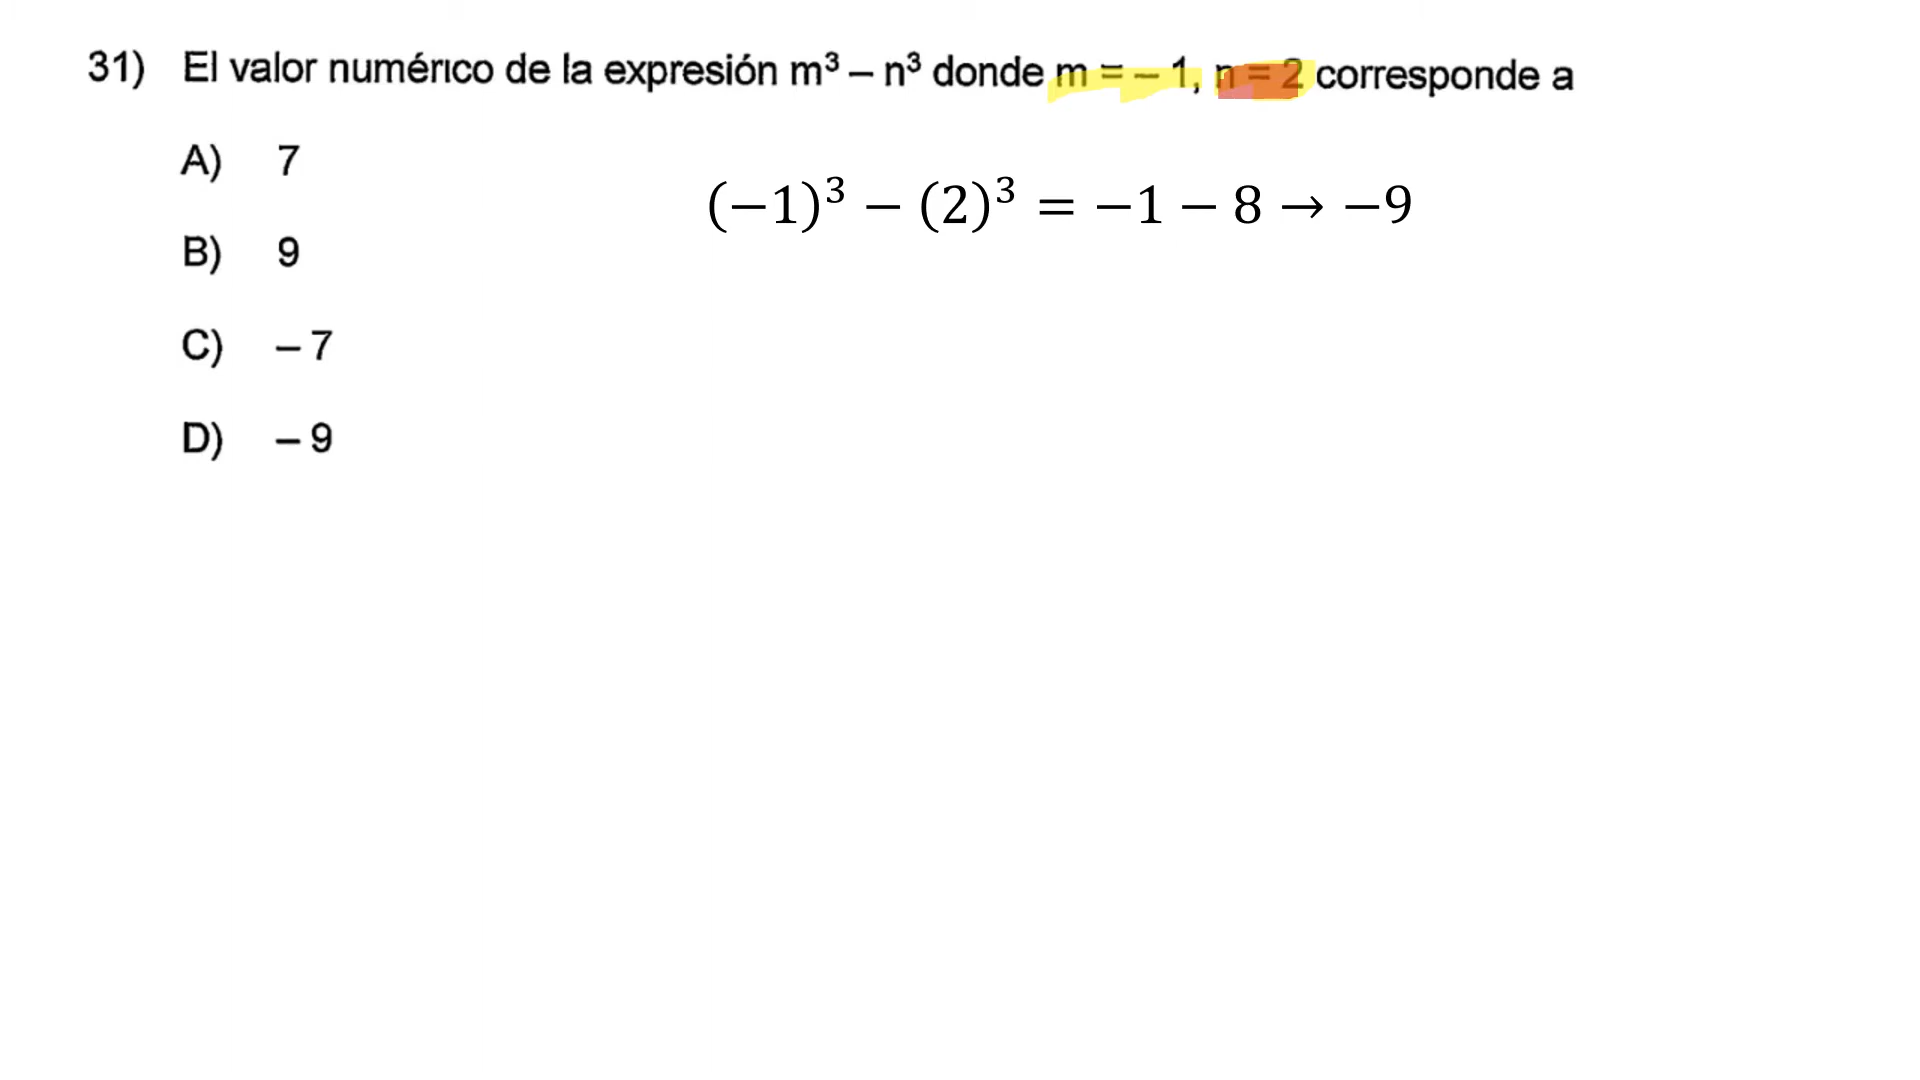 31) El valor numérico de la expresión m³ – n³ donde m = – 1, n = 2 corresponde a
A) 7
(−1)³ − (2)³ = −1 − 8 → −9
B) 9
C) – 7
D) – 9